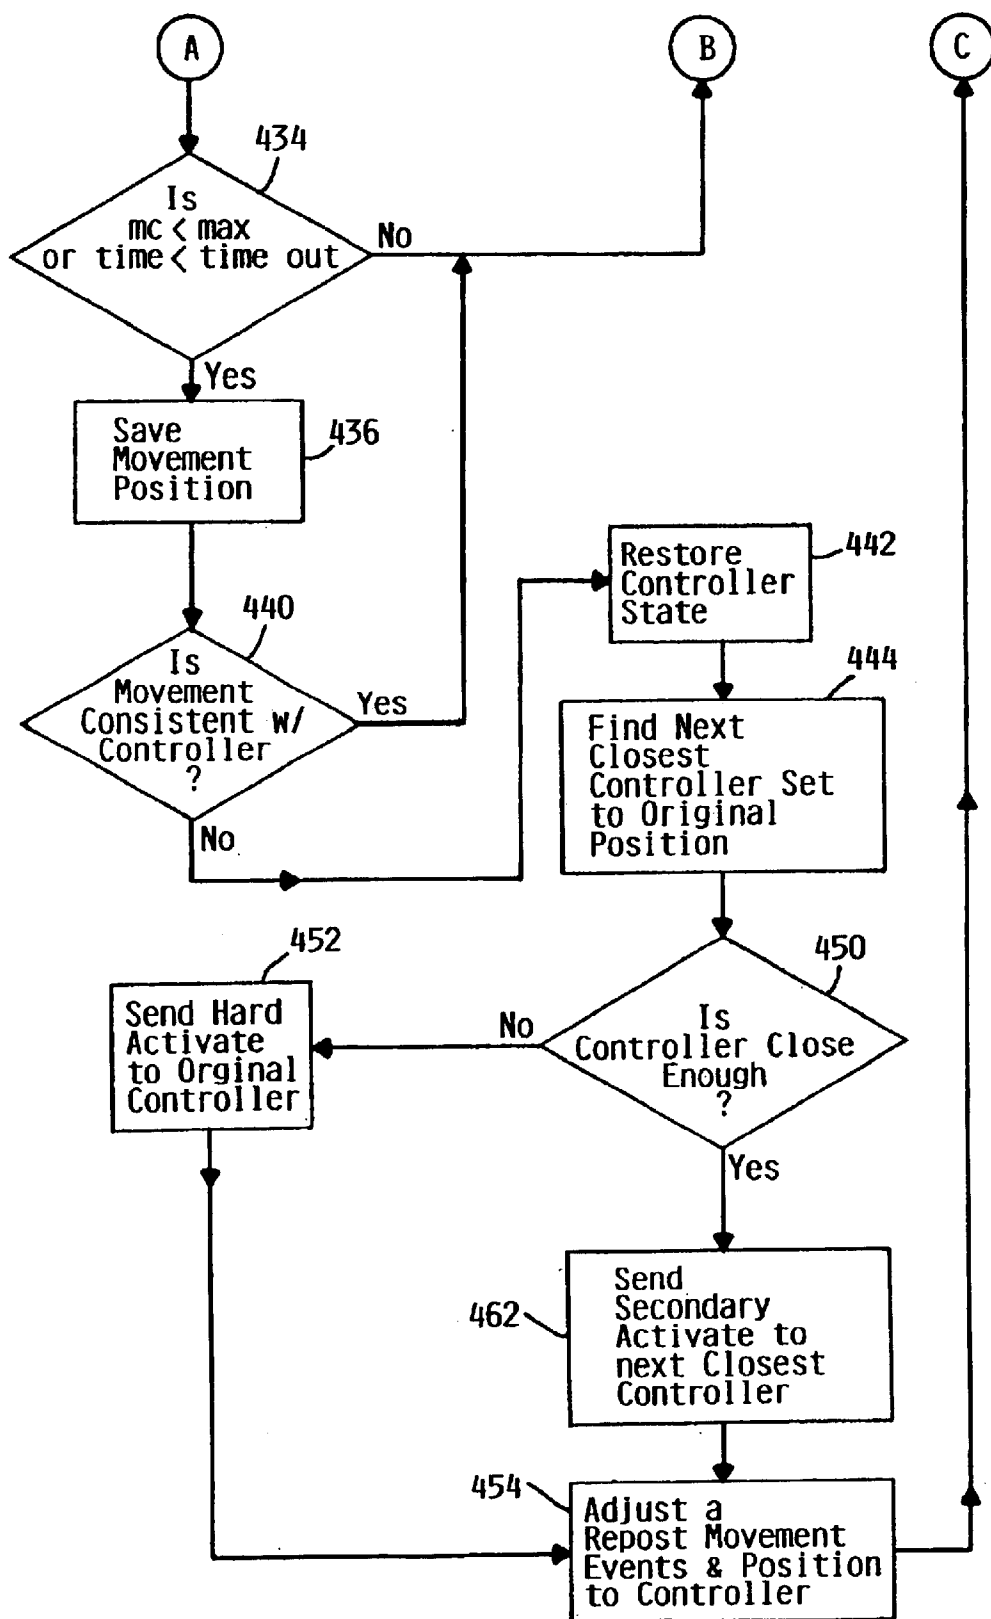 A
B
C
434
Is
mc < max
or time < time out
No
Yes
Save
Movement
Position
436
440
Is
Movement
Consistent W/
Controller
?
Yes
No
Restore
Controller
State
442
444
Find Next
Closest
Controller Set
to Original
Position
452
Send Hard
Activate
to Orginal
Controller
450
No
Is
Controller Close
Enough
?
Yes
462
Send
Secondary
Activate to
next Closest
Controller
454
Adjust a
Repost Movement
Events & Position
to Controller